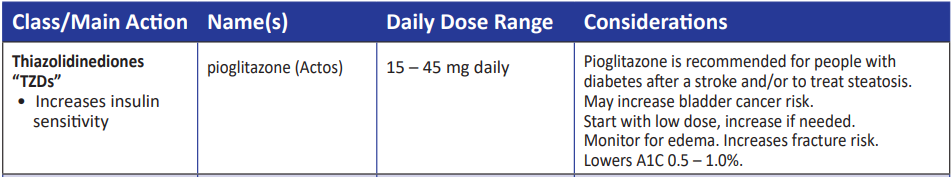 Class/Main Action Name(s) Daily Dose Range Considerations
Thiazolidinediones
“TZDs”
• Increases insulin
sensitivity
pioglitazone (Actos)
15 – 45 mg daily
Pioglitazone is recommended for people with
diabetes after a stroke and/or to treat steatosis.
May increase bladder cancer risk.
Start with low dose, increase if needed.
Monitor for edema. Increases fracture risk.
Lowers A1C 0.5 – 1.0%.